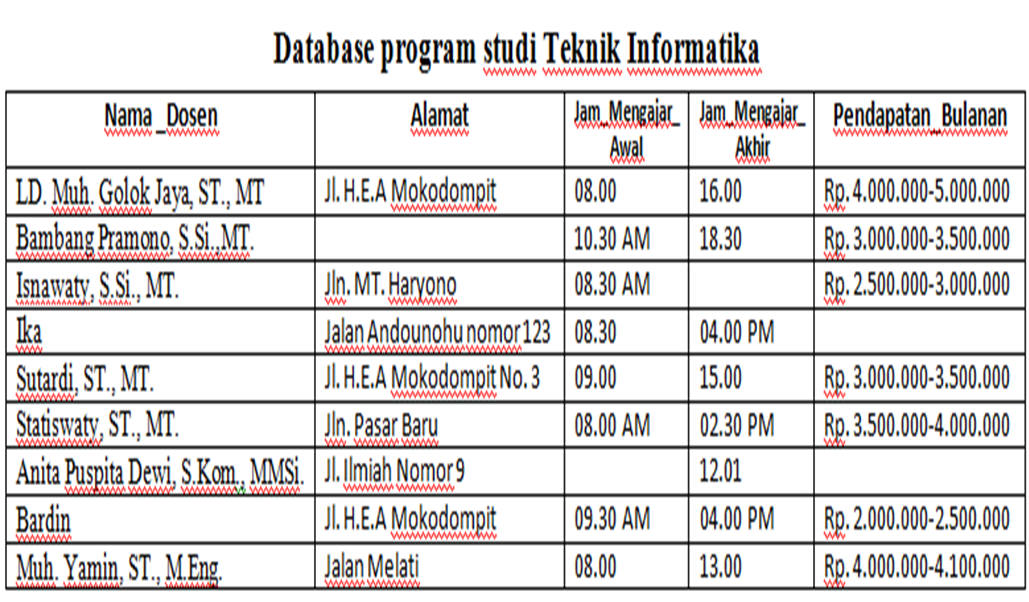 Database program studi Teknik Informatika
Nama_Dosen Alamat Jam_Mengajar_Awal Jam_Mengajar_Akhir Pendapatan_Bulanan
LD. Muh. Golok Jaya, ST., MT Jl. H.E.A Mokodompit 08.00 16.00 Rp. 4.000.000-5.000.000
Bambang Pramono, S.Si.,MT. 10.30 AM 18.30 Rp. 3.000.000-3.500.000
Isnawaty, S.Si., MT. Jln. MT. Haryono 08.30 AM Rp. 2.500.000-3.000.000
Ika Jalan Andounohu nomor 123 08.30 04.00 PM
Sutardi, ST., MT. Jl. H.E.A Mokodompit No. 3 09.00 15.00 Rp. 3.000.000-3.500.000
Statiswaty, ST., MT. Jln. Pasar Baru 08.00 AM 02.30 PM Rp. 3.500.000-4.000.000
Anita Puspita Dewi, S.Kom., MMSi. Jl. Ilmiah Nomor 9 12.01
Bardin Jl. H.E.A Mokodompit 09.30 AM 04.00 PM Rp. 2.000.000-2.500.000
Muh. Yamin, ST., M.Eng. Jalan Melati 08.00 13.00 Rp. 4.000.000-4.100.000